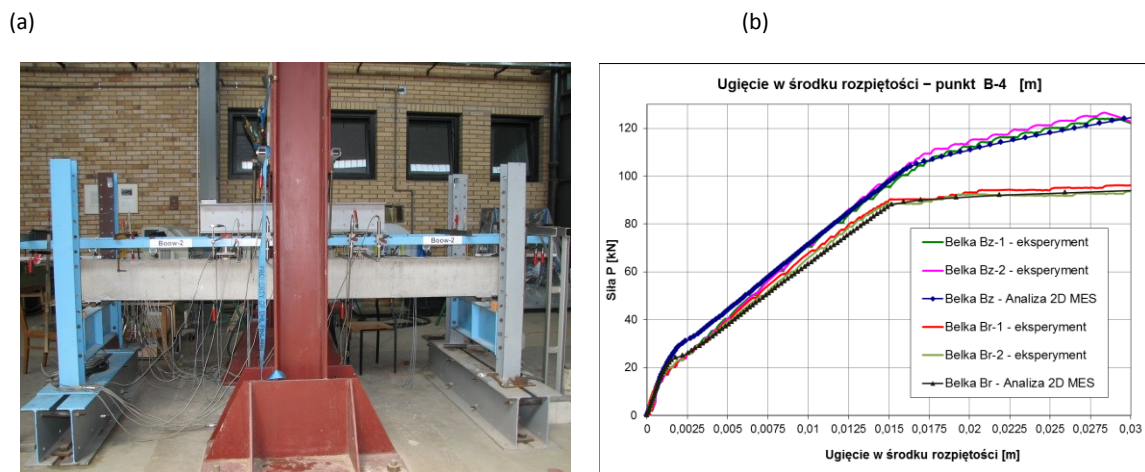 (a)
(b)
Boow-2
Boow-2
Ugięcie w środku rozpiętości – punkt B-4 [m]
Siła P [kN]
120
100
80
60
40
20
0
Belka Bz-1 - eksperyment
Belka Bz-2 - eksperyment
Belka Bz - Analiza 2D MES
Belka Br-1 - eksperyment
Belka Br-2 - eksperyment
Belka Br - Analiza 2D MES
0 0,0025 0,005 0,0075 0,01 0,0125 0,015 0,0175 0,02 0,0225 0,025 0,0275 0,03
Ugięcie w środku rozpiętości [m]